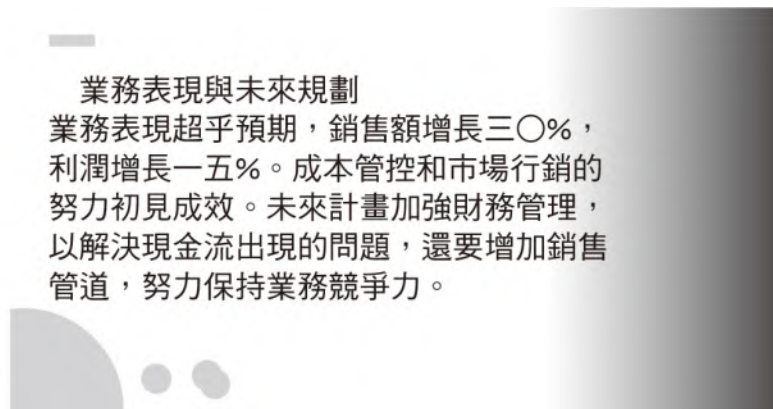 業務表現與未來規劃
業務表現超乎預期，銷售額增長三〇%，
利潤增長一五%。成本管控和市場行銷的
努力初見成效。未來計畫加強財務管理，
以解決現金流出現的問題，還要增加銷售
管道，努力保持業務競爭力。